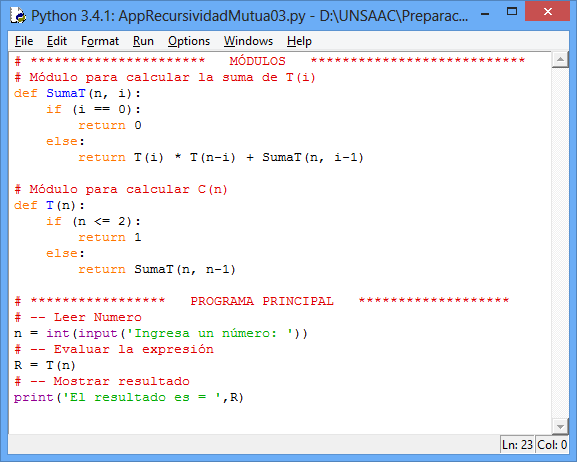 Python 3.4.1: AppRecursividadMutua03.py - D:\UNSAAC\Preparac...
File Edit Format Run Options Windows Help
# ********************** MÓDULOS ***************************
# Módulo para calcular la suma de T(i)
def SumaT(n, i):
    if (i == 0):
        return 0
    else:
        return T(i) * T(n-i) + SumaT(n, i-1)
# Módulo para calcular C(n)
def T(n):
    if (n <= 2):
        return 1
    else:
        return SumaT(n, n-1)
# ***************** PROGRAMA PRINCIPAL *******************
# -- Leer Numero
n = int(input('Ingresa un número: '))
# -- Evaluar la expresión
R = T(n)
# -- Mostrar resultado
print('El resultado es = ',R)
Ln: 23 Col: 0